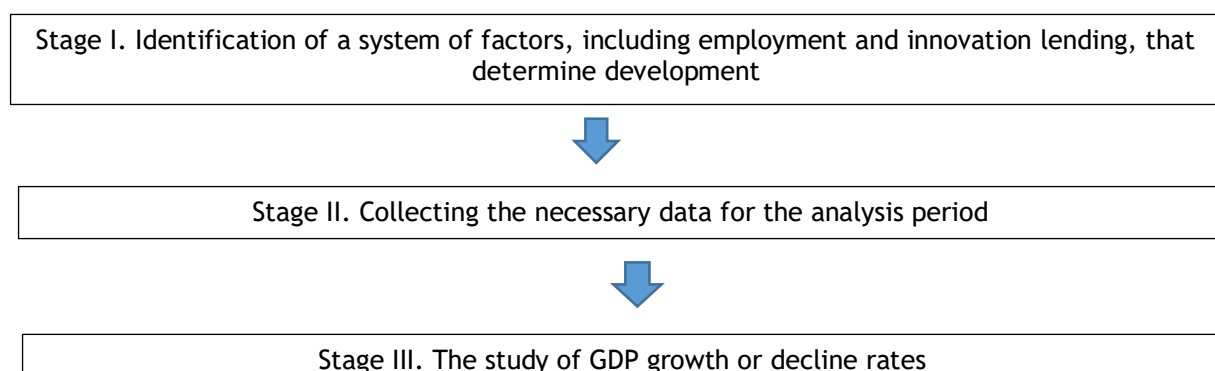 Stage I. Identification of a system of factors, including employment and innovation lending, that
determine development
Stage II. Collecting the necessary data for the analysis period
Stage III. The study of GDP growth or decline rates